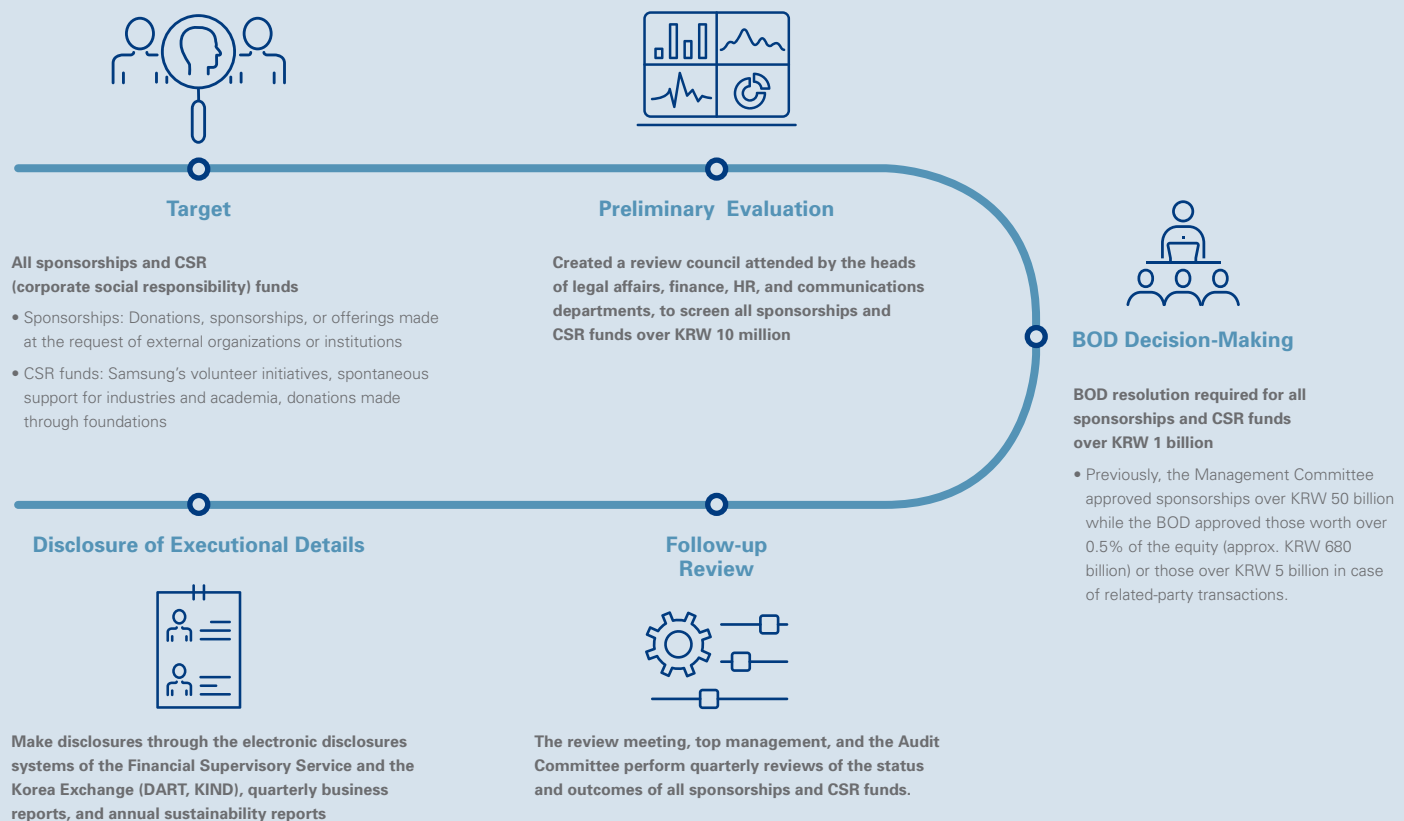 Target
All sponsorships and CSR
(corporate social responsibility) funds
• Sponsorships: Donations, sponsorships, or offerings made
at the request of external organizations or institutions
• CSR funds: Samsung's volunteer initiatives, spontaneous
support for industries and academia, donations made
through foundations
Preliminary Evaluation
Created a review council attended by the heads
of legal affairs, finance, HR, and communications
departments, to screen all sponsorships and
CSR funds over KRW 10 million
BOD Decision-Making
BOD resolution required for all
sponsorships and CSR funds
over KRW 1 billion
• Previously, the Management Committee
approved sponsorships over KRW 50 billion
while the BOD approved those worth over
0.5% of the equity (approx. KRW 680
billion) or those over KRW 5 billion in case
of related-party transactions.
Follow-up
Review
The review meeting, top management, and the Audit
Committee perform quarterly reviews of the status
and outcomes of all sponsorships and CSR funds.
Disclosure of Executional Details
Make disclosures through the electronic disclosures
systems of the Financial Supervisory Service and the
Korea Exchange (DART, KIND), quarterly business
reports, and annual sustainability reports